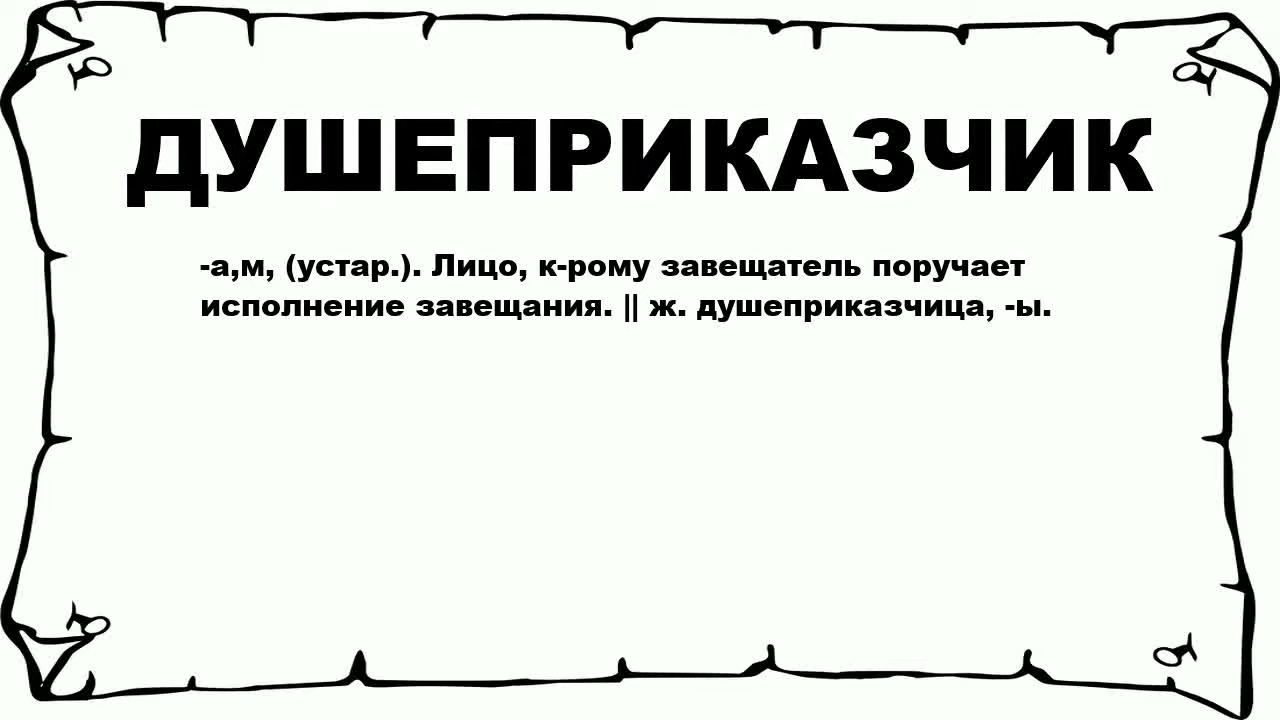 ДУШЕПРИКАЗЧИК
-а,м, (устар.). Лицо, к-рому завещатель поручает
исполнение завещания. || ж. душеприказчица, -ы.